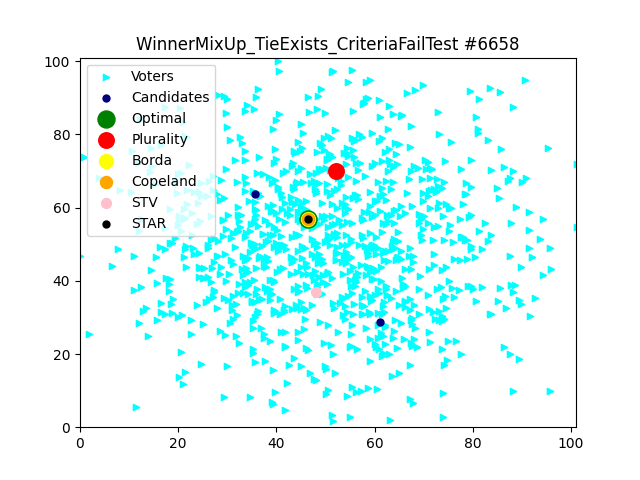 WinnerMixUp_TieExists_CriteriaFailTest #6658
100
80
60
40
20
0
0 20 40 60 80 100
Voters
Candidates
Optimal
Plurality
Borda
Copeland
STV
STAR